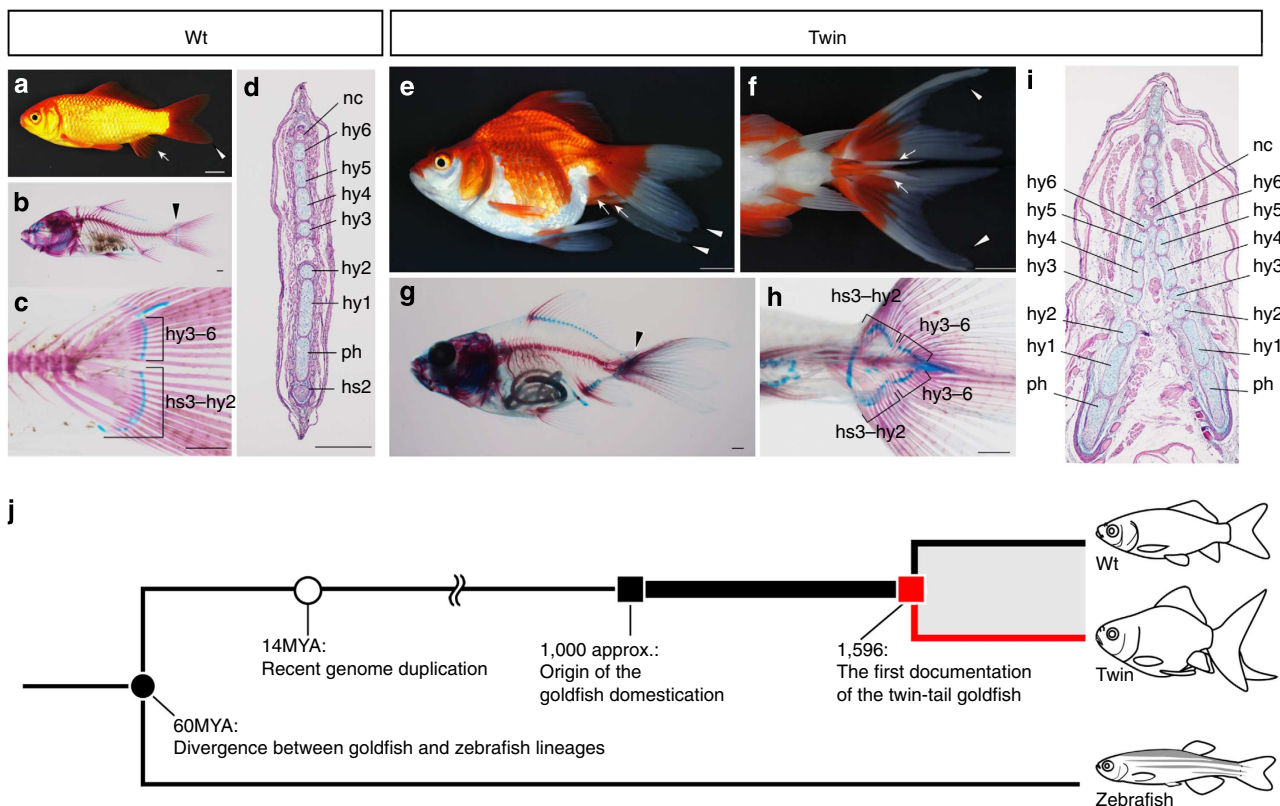 Wt
Twin
a
b
c
hy3–6
hs3–hy2
d
nc
hy6
hy5
hy4
hy3
hy2
hy1
ph
hs2
e
f
g
h
hs3–hy2
hy3–6
hy3–6
hs3–hy2
i
nc
hy6
hy6
hy5
hy5
hy4
hy4
hy3
hy3
hy2
hy2
hy1
hy1
ph
ph
j
14MYA:
Recent genome duplication
1,000 approx.:
Origin of the
goldfish domestication
1,596:
The first documentation
of the twin-tail goldfish
60MYA:
Divergence between goldfish and zebrafish lineages
Wt
Twin
Zebrafish